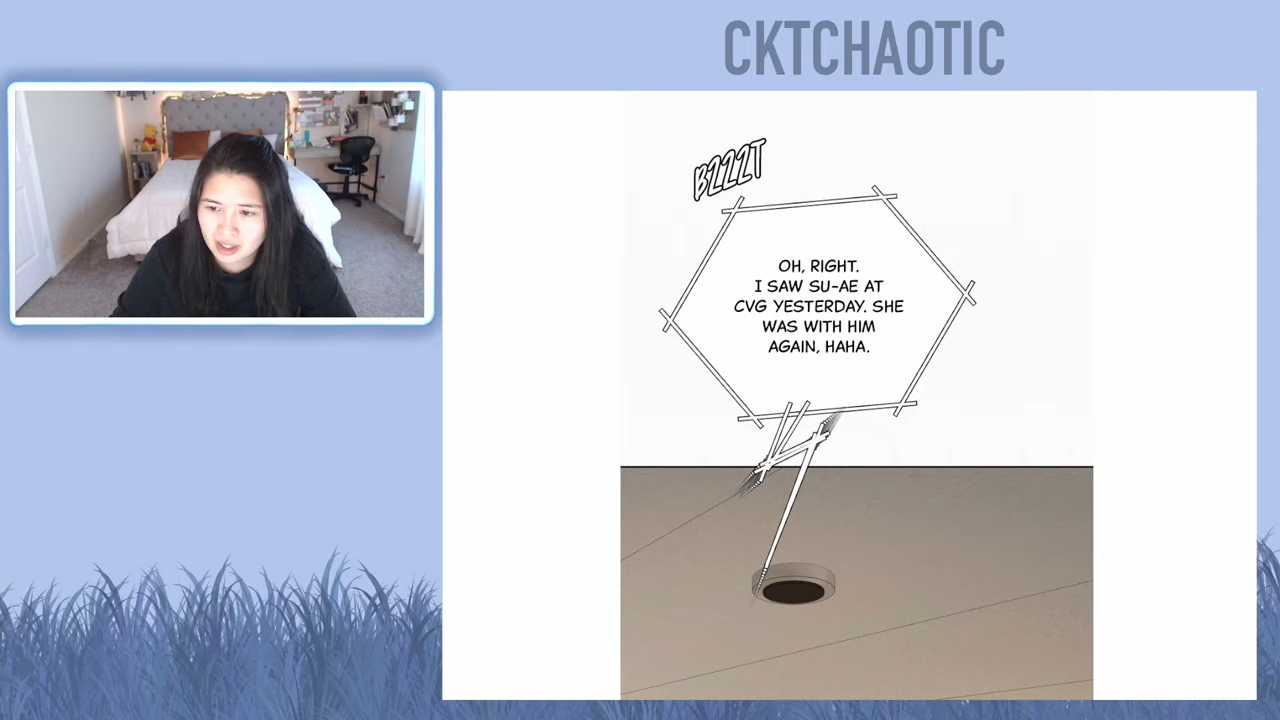 CKTCHAOTIC
BZZZT
OH, RIGHT.
I SAW SU-AE AT
CVG YESTERDAY. SHE
WAS WITH HIM
AGAIN, HAHA.